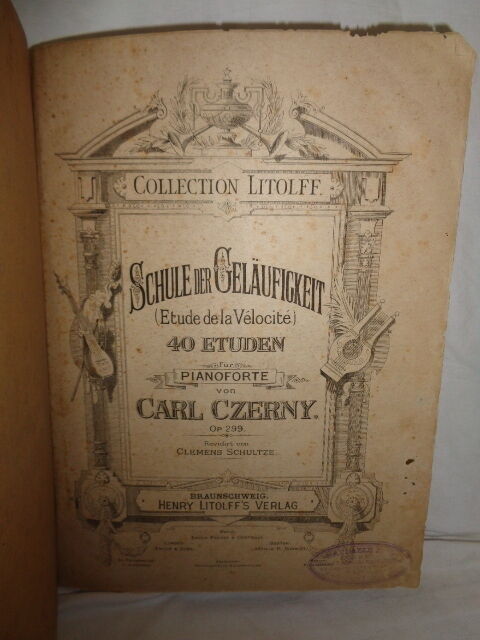 COLLECTION LITOLFF.
SCHULE DER GELÄUFIGKEIT
(Etude de la Vélocité)
40 ETUDEN
für
PIANOFORTE
von
CARL CZERNY.
OP. 299.
Revidirt von
CLEMENS SCHULTZE.
BRAUNSCHWEIG.
HENRY LITOLFF'S VERLAG